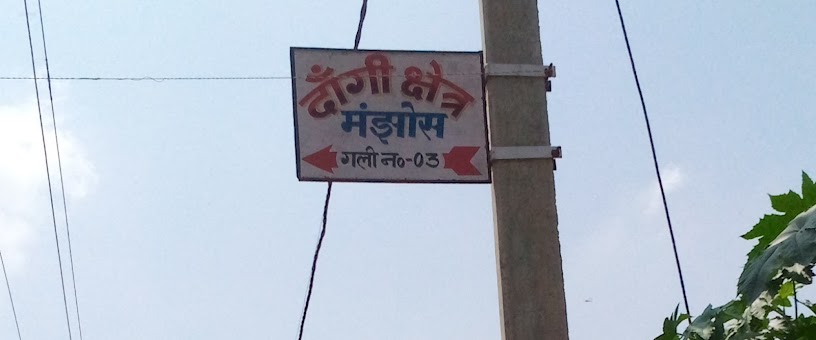 दाँगी क्षेत्र
मंझोस
गली न०-03